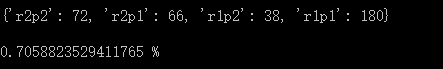 {'r2p2': 72, 'r2p1': 66, 'r1p2': 38, 'r1p1': 180}
0.7058823529411765 %